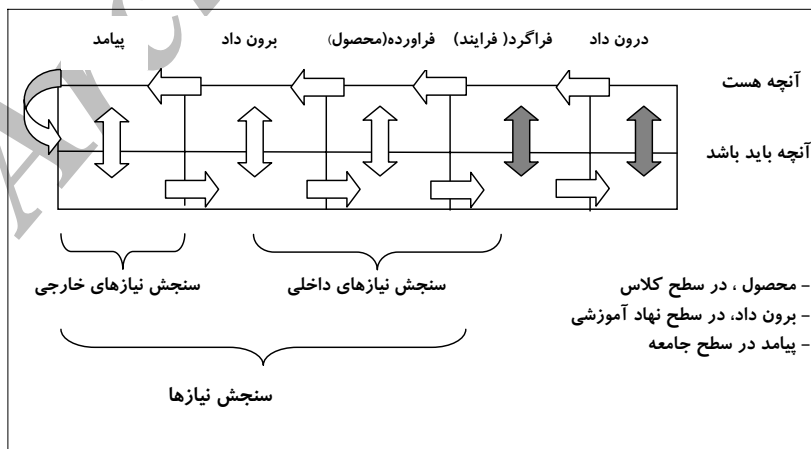 درون داد فراگرد( فرایند) فراورده(محصول) برون داد پیامد
آنچه هست
آنچه باید باشد
سنجش نیازهای داخلی سنجش نیازهای خارجی
- محصول ، در سطح کلاس
- برون داد، در سطح نهاد آموزشی
- پیامد در سطح جامعه
سنجش نیازها